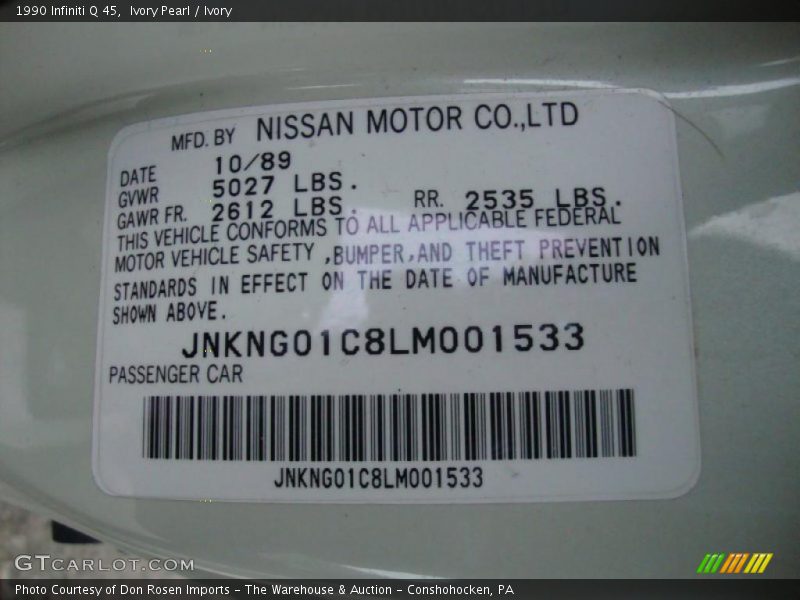 1990 Infiniti Q 45,  Ivory Pearl / Ivory
MFD. BY NISSAN MOTOR CO.,LTD
DATE 10/89
GVWR 5027 LBS.
GAWR FR. 2612 LBS. RR. 2535 LBS.
THIS VEHICLE CONFORMS TO ALL APPLICABLE FEDERAL
MOTOR VEHICLE SAFETY ,BUMPER,AND THEFT PREVENTION
STANDARDS IN EFFECT ON THE DATE OF MANUFACTURE
SHOWN ABOVE.
JNKNG01C8LM001533
PASSENGER CAR
JNKNG01C8LM001533
GTCARLOT.COM
Photo Courtesy of Don Rosen Imports – The Warehouse & Auction – Conshohocken, PA